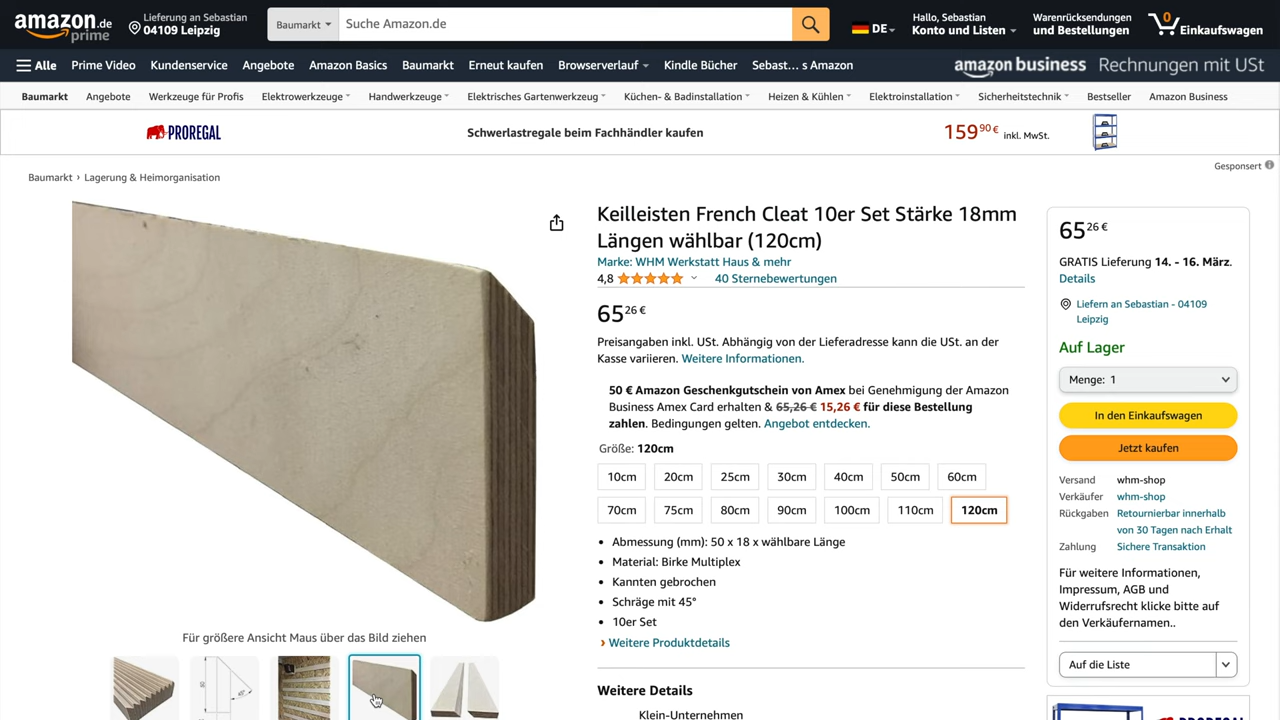 amazon.de
prime
Lieferung an Sebastian
04109 Leipzig
Baumarkt
Suche Amazon.de
DE
Hallo, Sebastian
Konto und Listen
Warenrücksendungen
und Bestellungen
0
Einkaufswagen
Alle
Prime Video
Kundenservice
Angebote
Amazon Basics
Baumarkt
Erneut kaufen
Browserverlauf
Kindle Bücher
Sebast… s Amazon
amazon business Rechnungen mit USt
Baumarkt
Angebote
Werkzeuge für Profis
Elektrowerkzeuge
Handwerkzeuge
Elektrisches Gartenwerkzeug
Küchen- & Badinstallation
Heizen & Kühlen
Elektroinstallation
Sicherheitstechnik
Bestseller
Amazon Business
PROREGAL
Schwerlastregale beim Fachhändler kaufen
159 90 € inkl. MwSt.
Gesponsert
Baumarkt › Lagerung & Heimorganisation
Keilleisten French Cleat 10er Set Stärke 18mm
Längen wählbar (120cm)
Marke: WHM Werkstatt Haus & mehr
4,8
40 Sternebewertungen
65 26 €
Preisangaben inkl. USt. Abhängig von der Lieferadresse kann die USt. an der
Kasse variieren. Weitere Informationen.
50 € Amazon Geschenkgutschein von Amex bei Genehmigung der Amazon
Business Amex Card erhalten & 65,26 € 15,26 € für diese Bestellung
zahlen. Bedingungen gelten. Angebot entdecken.
Größe: 120cm
10cm
20cm
25cm
30cm
40cm
50cm
60cm
70cm
75cm
80cm
90cm
100cm
110cm
120cm
• Abmessung (mm): 50 x 18 x wählbare Länge
• Material: Birke Multiplex
• Kannten gebrochen
• Schräge mit 45°
• 10er Set
› Weitere Produktdetails
Weitere Details
Klein-Unternehmen
Für größere Ansicht Maus über das Bild ziehen
65 26 €
GRATIS Lieferung 14. - 16. März.
Details
Liefern an Sebastian - 04109
Leipzig
Auf Lager
Menge: 1
In den Einkaufswagen
Jetzt kaufen
Versand whm-shop
Verkäufer whm-shop
Rückgaben Retournierbar innerhalb
von 30 Tagen nach Erhalt
Zahlung Sichere Transaktion
Für weitere Informationen,
Impressum, AGB und
Widerrufsrecht klicke bitte auf
den Verkäufernamen..
Auf die Liste